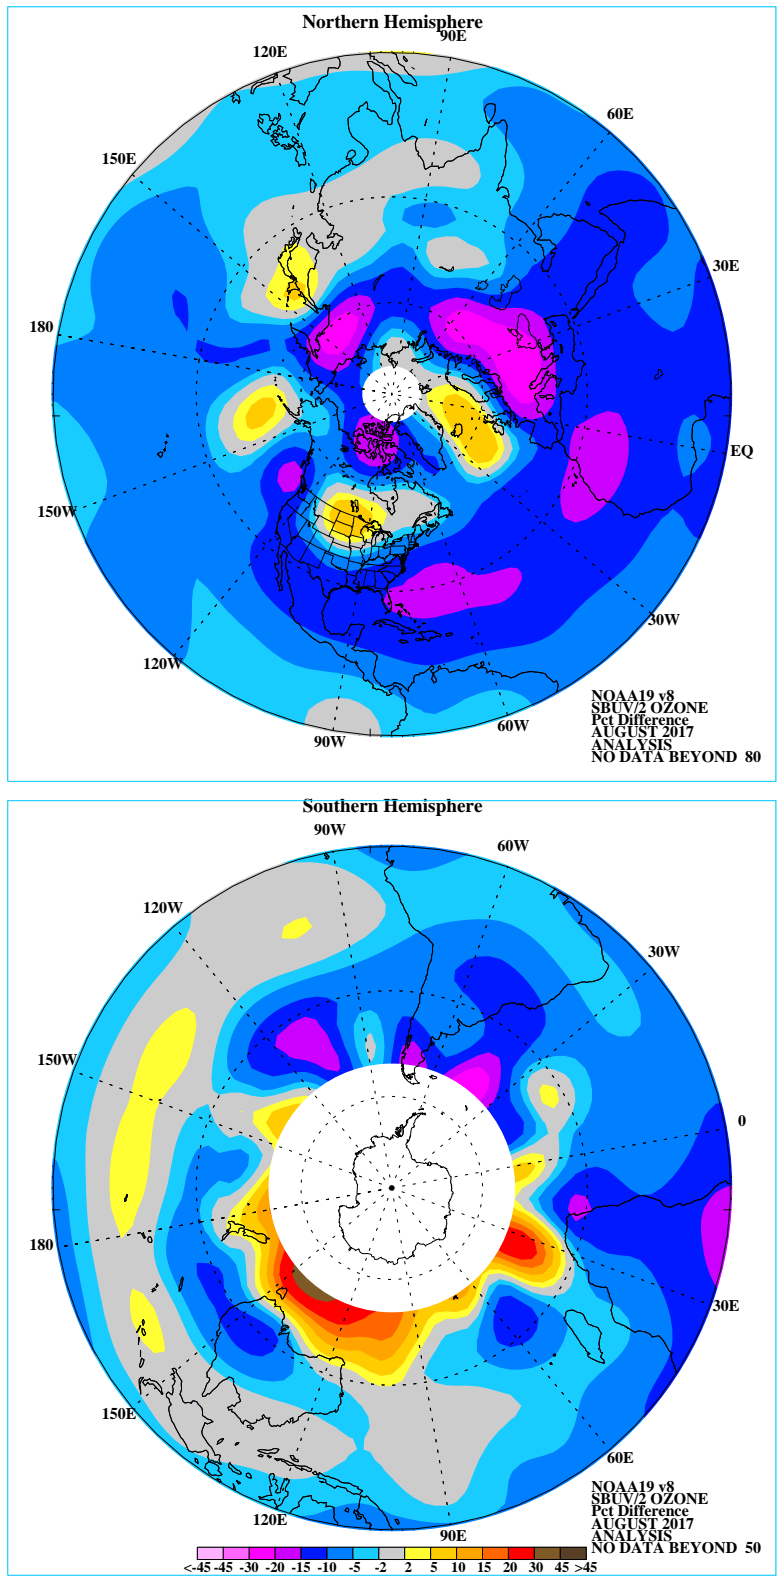 Northern Hemisphere
90E
120E
60E
150E
30E
180
EQ
150W
30W
120W
60W
90W
NOAA19 v8
SBUV/2 OZONE
Pct Difference
AUGUST 2017
ANALYSIS
NO DATA BEYOND 80
Southern Hemisphere
90W
60W
120W
30W
150W
0
180
30E
150E
60E
120E
90E
NOAA19 v8
SBUV/2 OZONE
Pct Difference
AUGUST 2017
ANALYSIS
NO DATA BEYOND 50
<-45 -45 -30 -20 -15 -10 -5 -2 2 5 10 15 20 30 45 >45